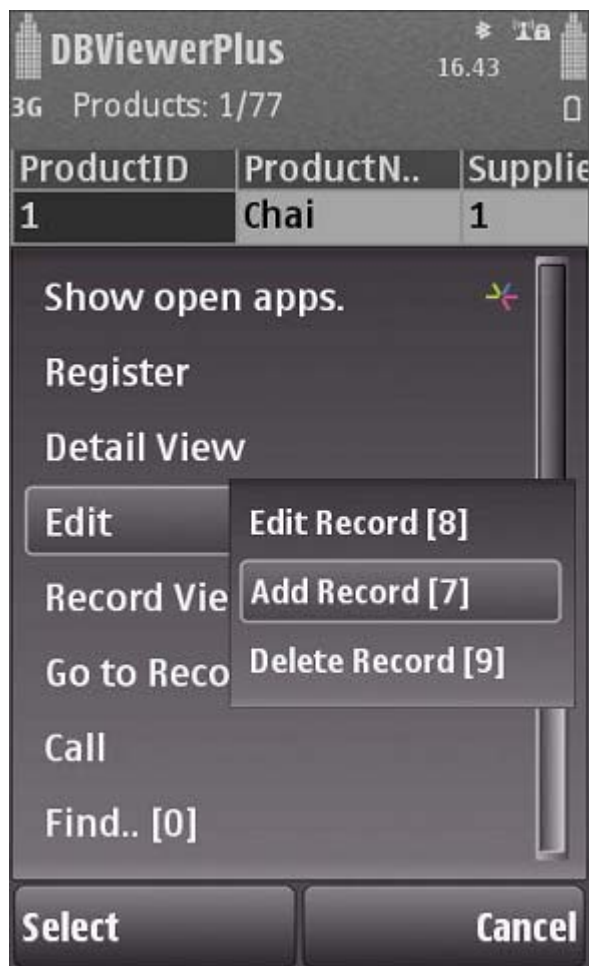 DBViewerPlus
16.43
3G Products: 1/77
ProductID ProductN.. Supplie
1 Chai 1
Show open apps.
Register
Detail View
Edit
Edit Record [8]
Record Vie
Add Record [7]
Go to Reco
Delete Record [9]
Call
Find.. [0]
Select Cancel